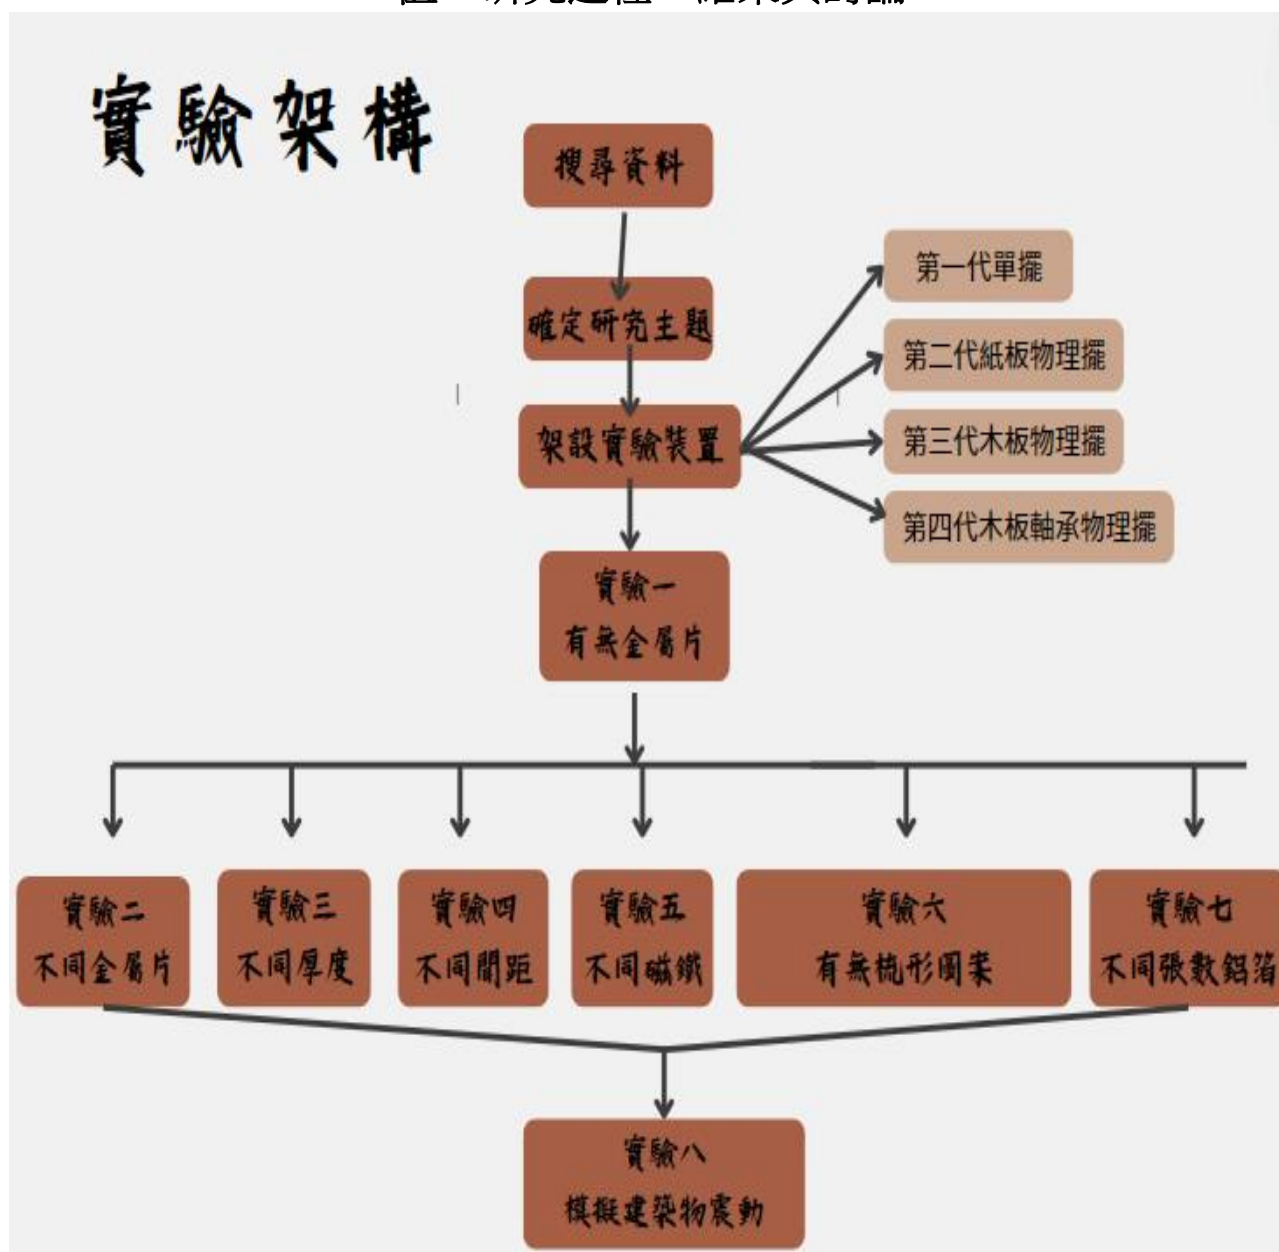 實驗架構
搜尋資料
確定研究主題
架設實驗裝置
第一代單擺
第二代紙板物理擺
第三代木板物理擺
第四代木板軸承物理擺
實驗一
有無金屬片
實驗二
不同金屬片
實驗三
不同厚度
實驗四
不同間距
實驗五
不同磁鐵
實驗六
有無梳形圖案
實驗七
不同張數鋁箔
實驗八
模擬建築物震動